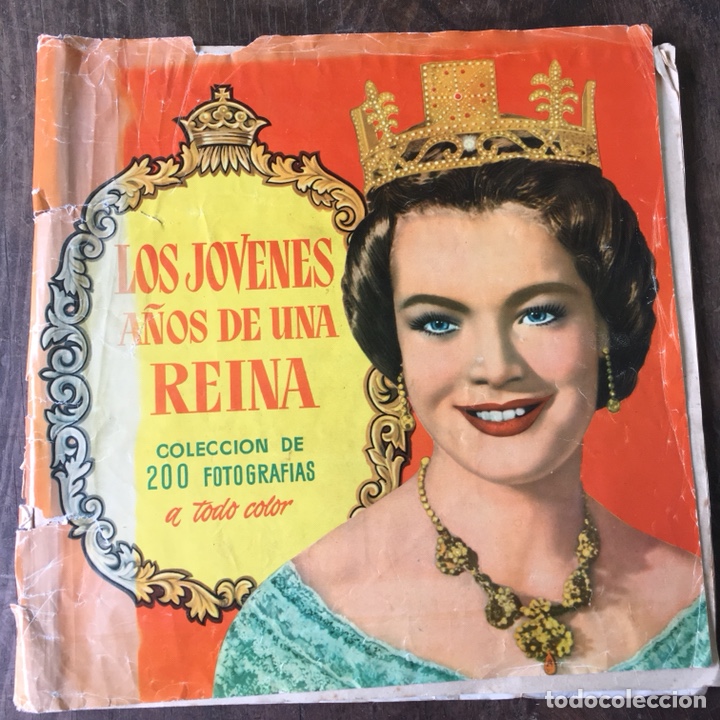 LOS JOVENES
AÑOS DE UNA
REINA
COLECCION DE
200 FOTOGRAFIAS
a todo color
todocoleccion